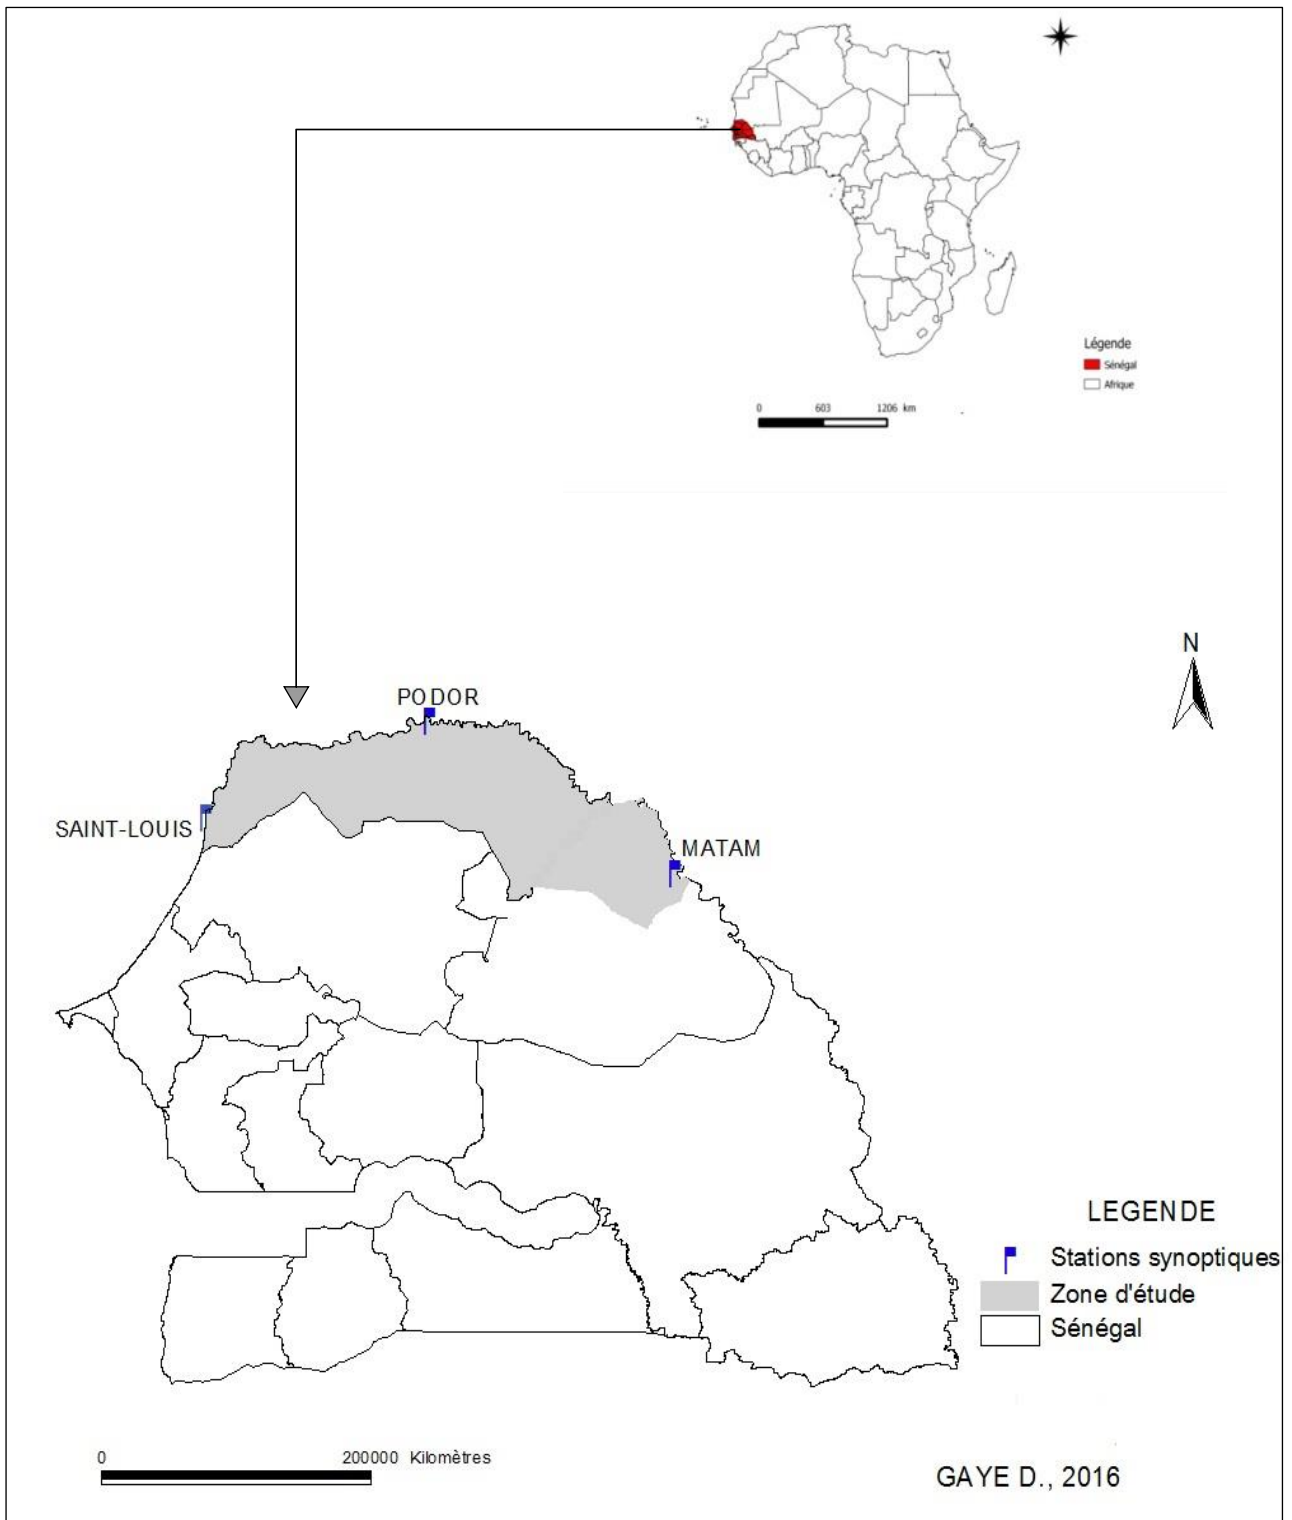 Légende
Sénégal
Afrique
0 603 1206 km
N
PODOR
SAINT-LOUIS
MATAM
LEGENDE
Stations synoptiques
Zone d'étude
Sénégal
0 200000 Kilomètres
GAYE D., 2016